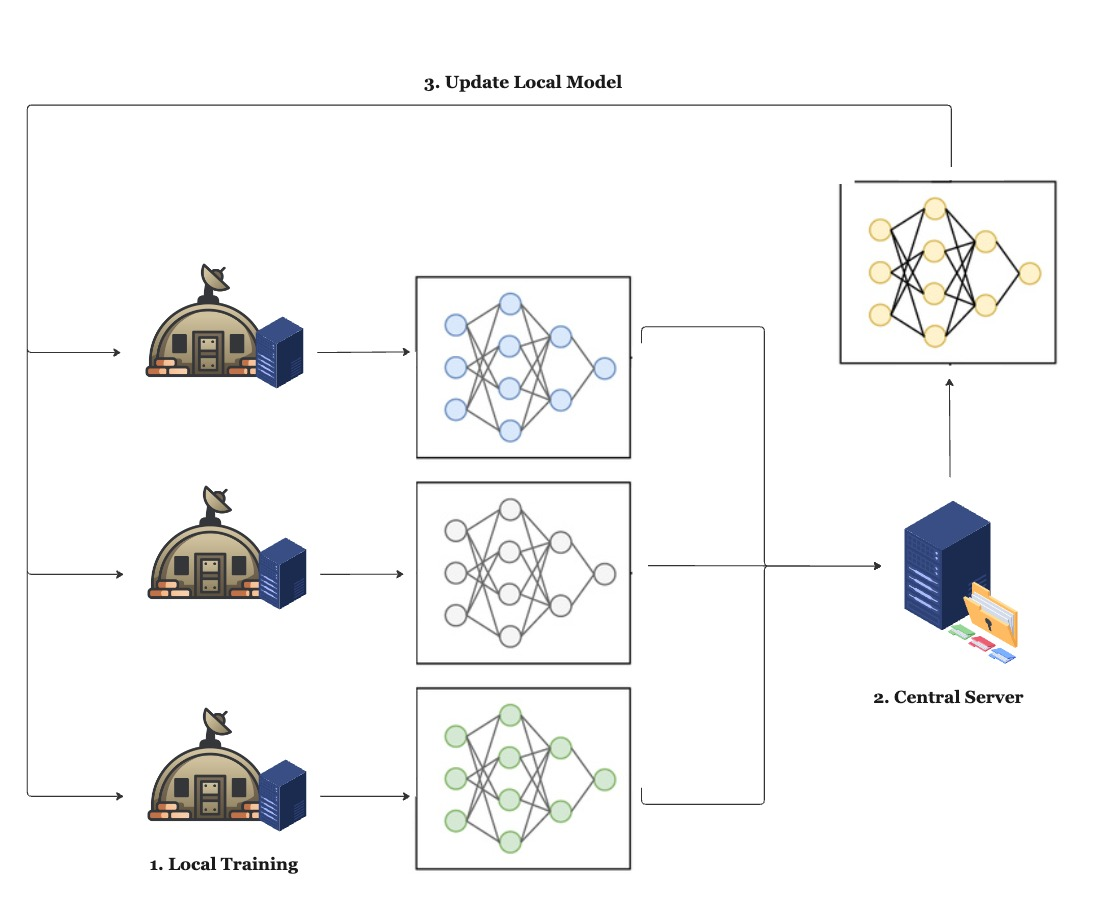 3. Update Local Model
2. Central Server
1. Local Training